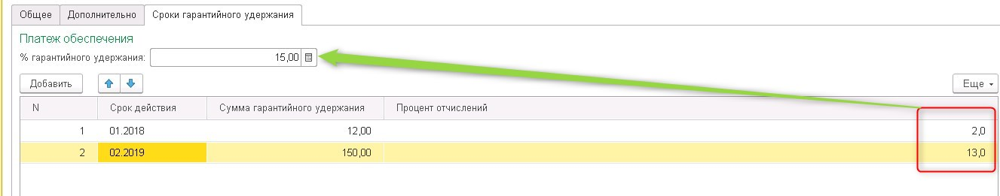 Общее Дополнительно Сроки гарантийного удержания
Платеж обеспечения
% гарантийного удержания: 15,00
Добавить Еще
N Срок действия Сумма гарантийного удержания Процент отчислений
1 01.2018 12,00 2,0
2 02.2019 150,00 13,0